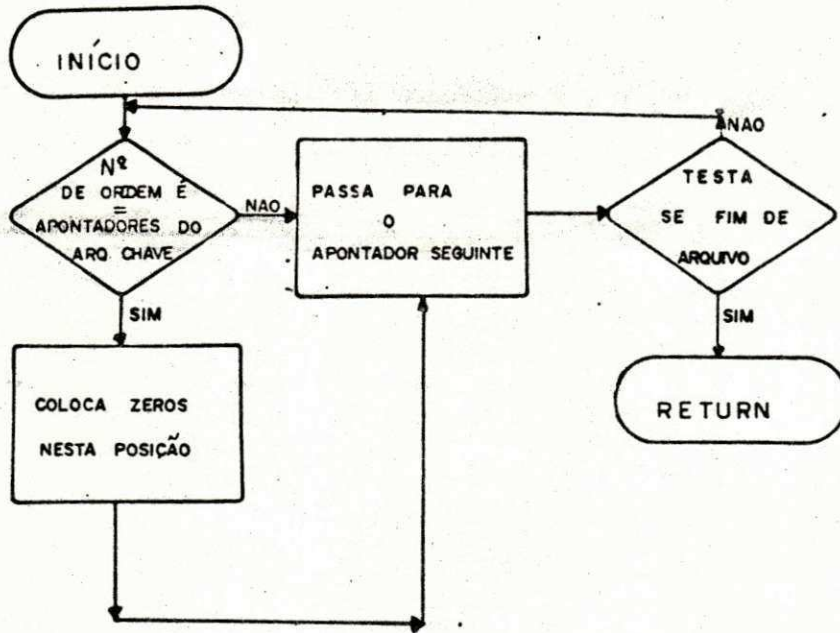 INÍCIO
Nº
DE ORDEM É
=
APONTADORES DO
ARQ. CHAVE
NAO
SIM
COLOCA ZEROS
NESTA POSIÇÃO
PASSA PARA
O
APONTADOR SEGUINTE
TESTA
SE FIM DE
ARQUIVO
NAO
SIM
RETURN